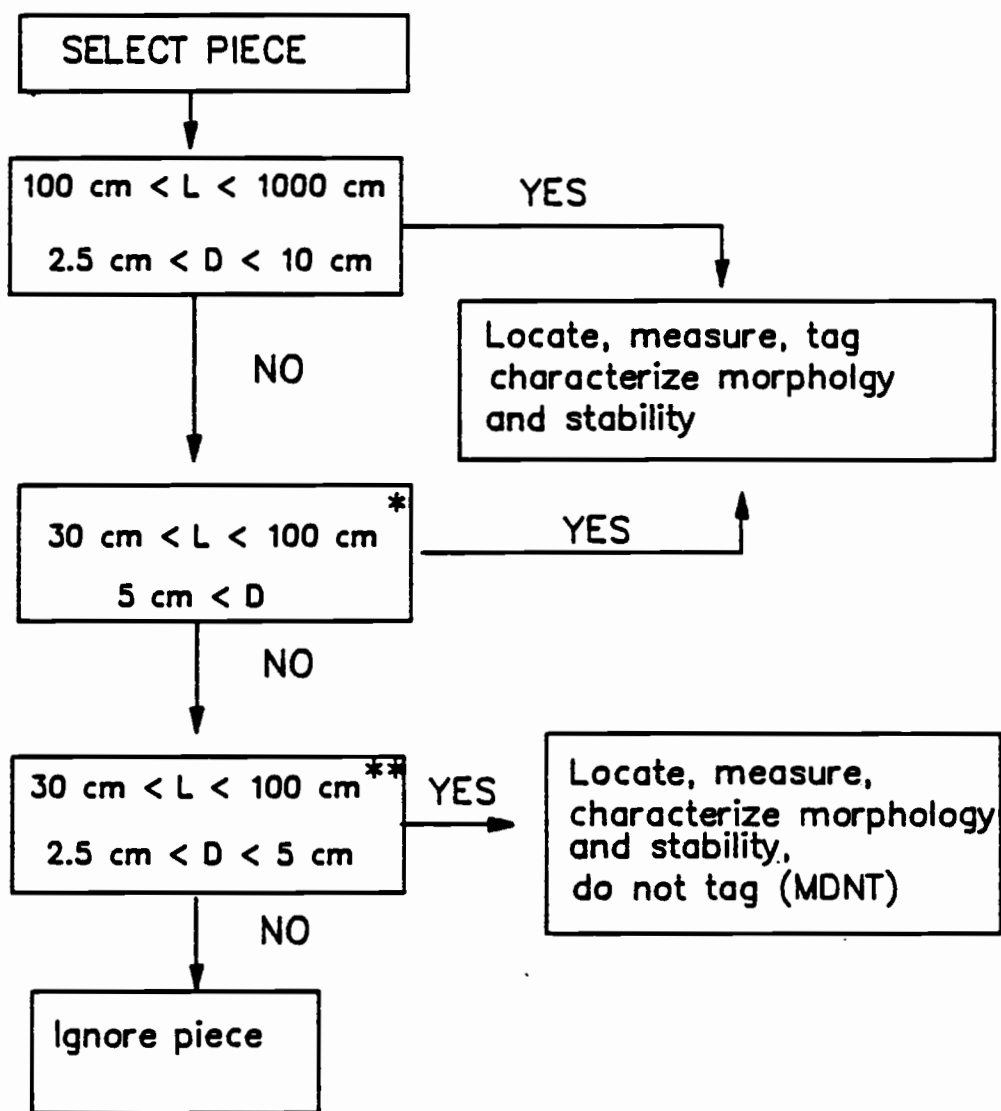 SELECT PIECE
100 cm < L < 1000 cm
YES
2.5 cm < D < 10 cm
NO
Locate, measure, tag
characterize morpholgy
and stability
30 cm < L < 100 cm*
YES
5 cm < D
NO
30 cm < L < 100 cm**
YES
2.5 cm < D < 5 cm
Locate, measure,
characterize morphology
and stability,
do not tag (MDNT)
NO
Ignore piece